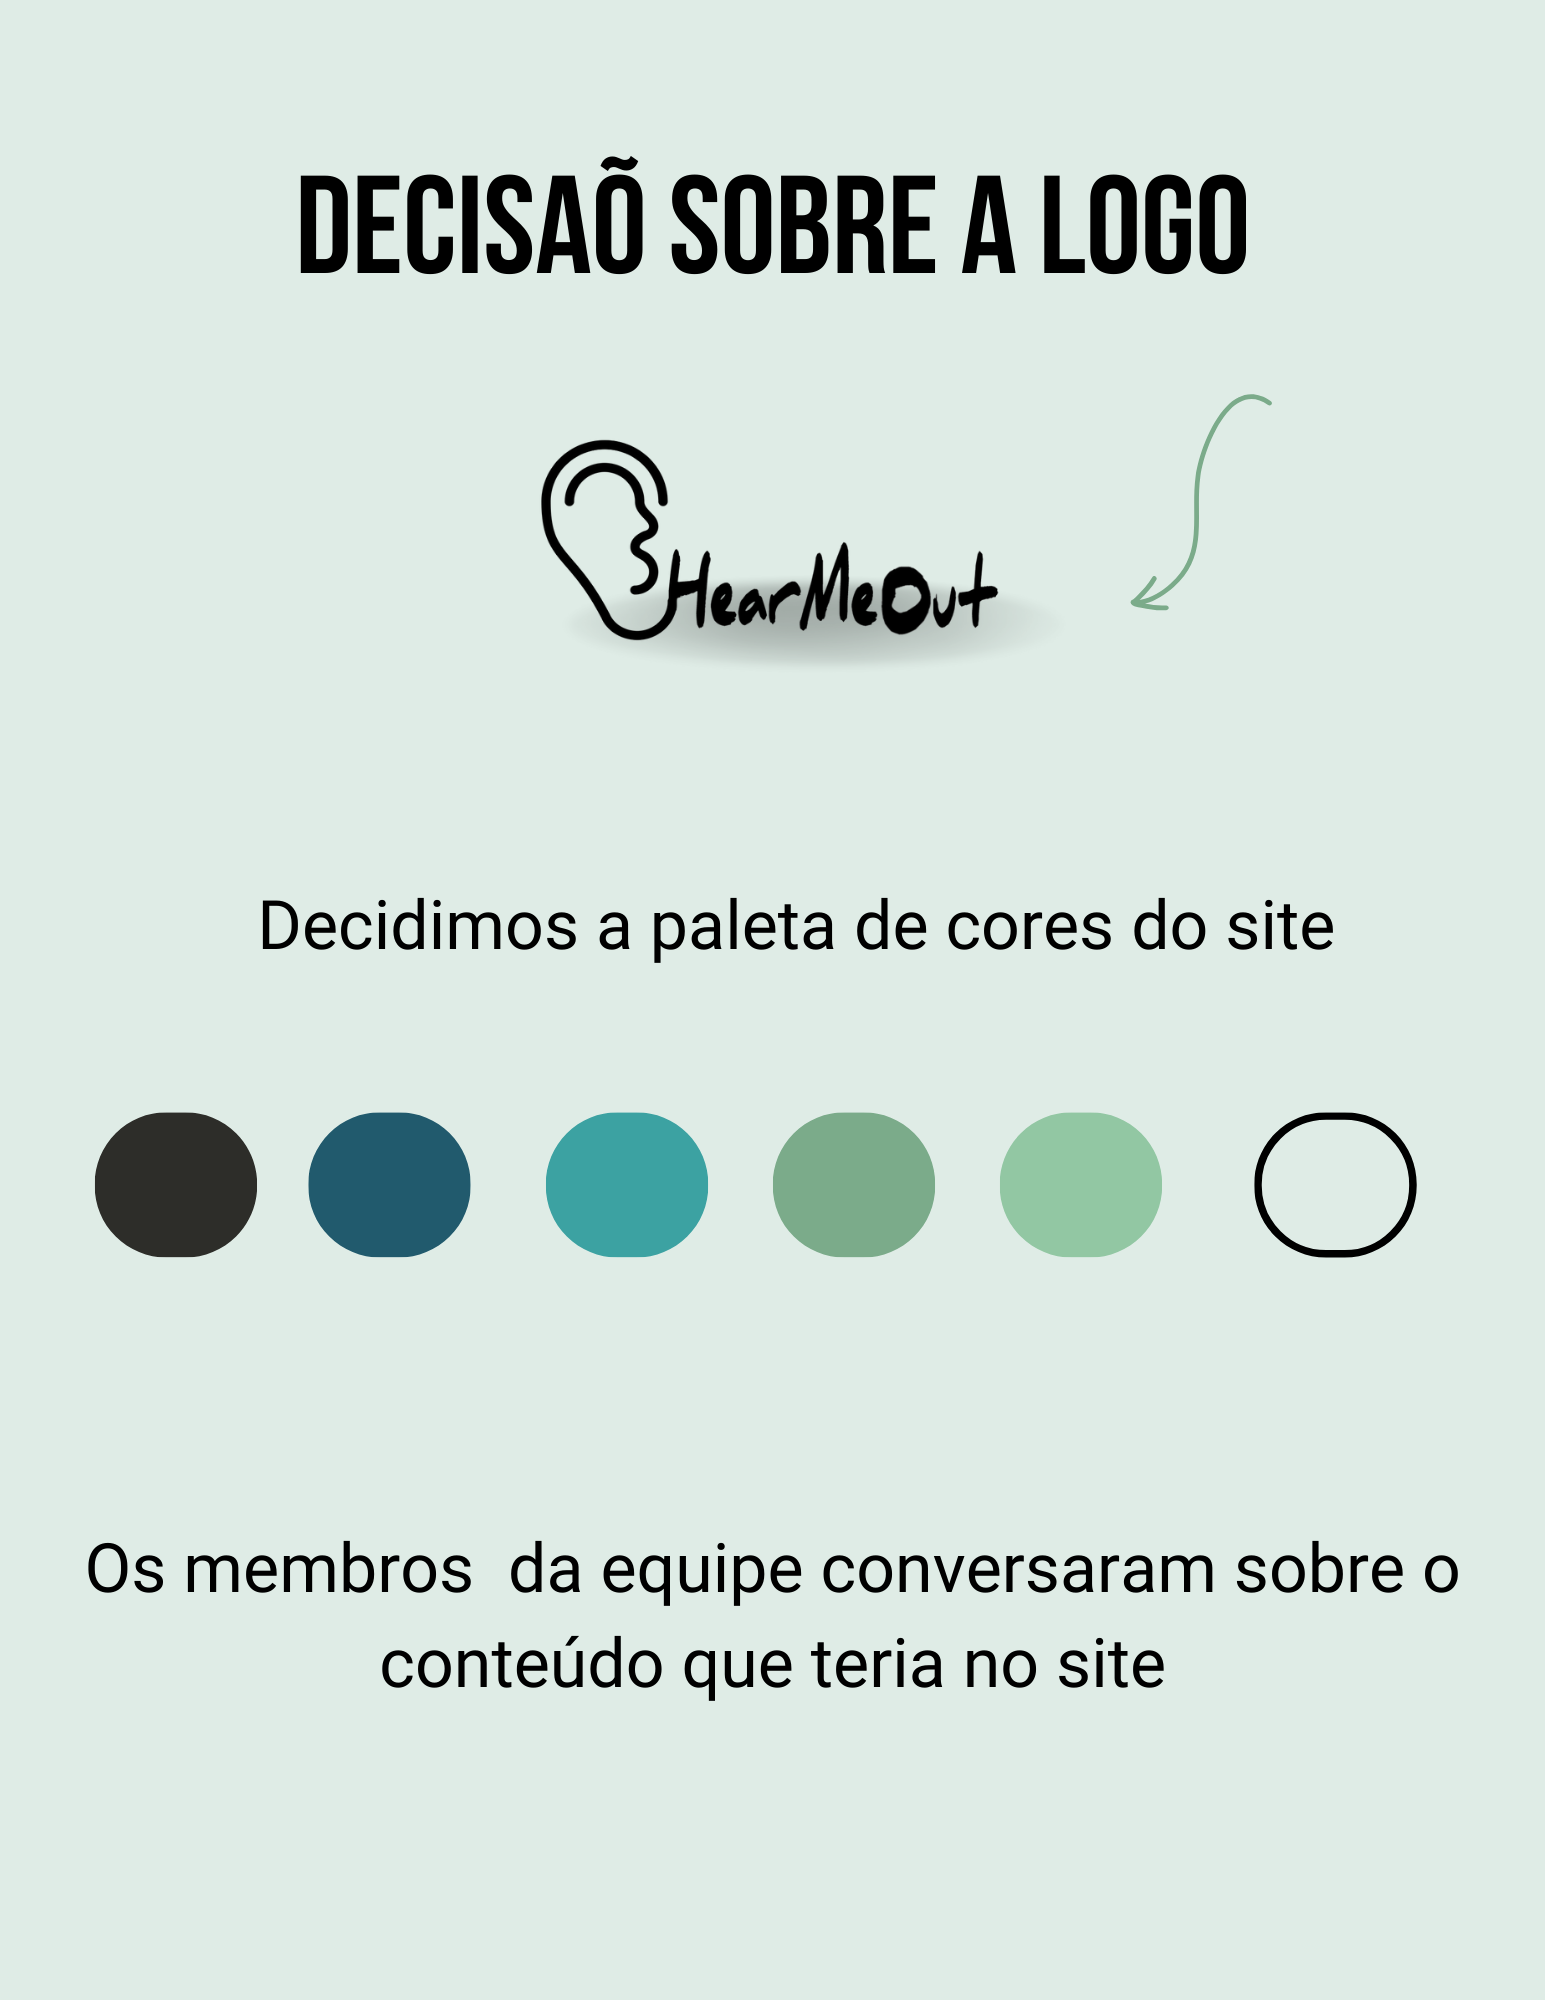 DECISAÕ SOBRE A LOGO
HearMeOut
Decidimos a paleta de cores do site
Os membros  da equipe conversaram sobre o
conteúdo que teria no site